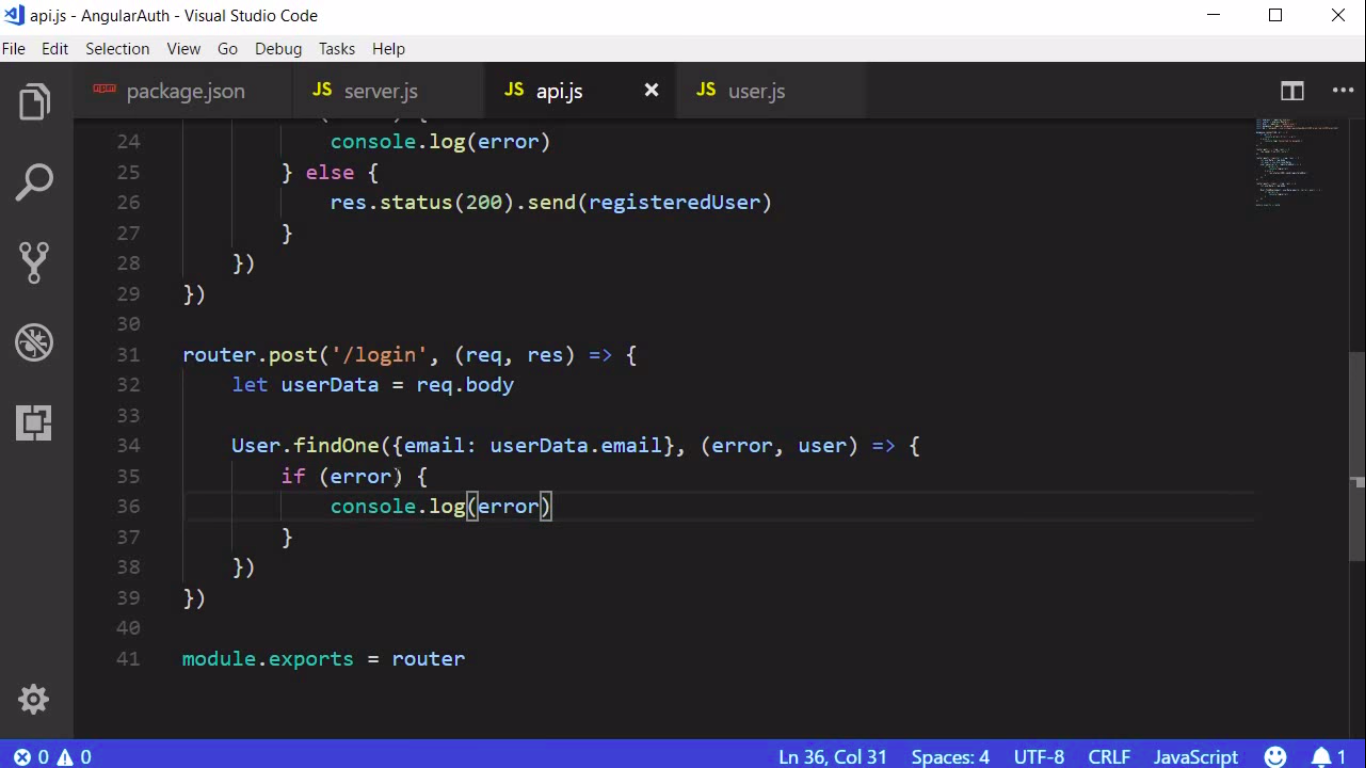 api.js - AngularAuth - Visual Studio Code
File Edit Selection View Go Debug Tasks Help
package.json JS server.js JS api.js JS user.js
24 console.log(error)
25 } else {
26 res.status(200).send(registeredUser)
27 }
28 })
29 })
30
31 router.post('/login', (req, res) => {
32 let userData = req.body
33
34 User.findOne({email: userData.email}, (error, user) => {
35 if (error) {
36 console.log(error)
37 }
38 })
39 })
40
41 module.exports = router
0 0 Ln 36, Col 31 Spaces: 4 UTF-8 CRLF JavaScript 1